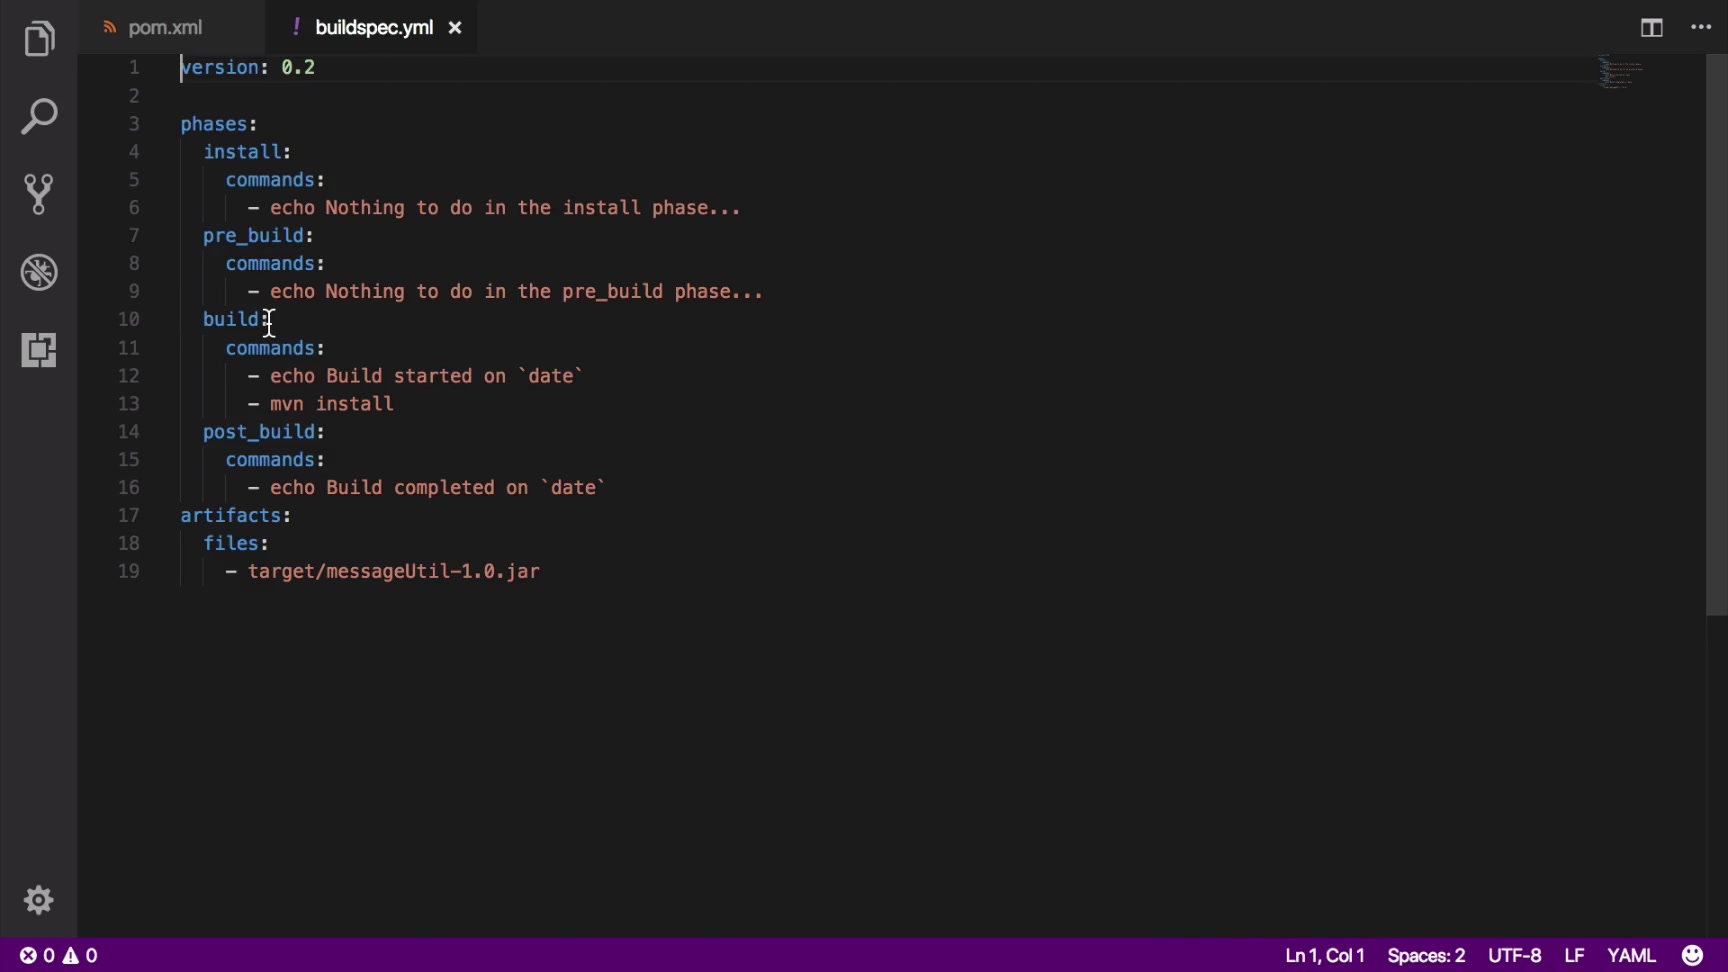 pom.xml
! buildspec.yml ×
1 version: 0.2
2
3 phases:
4   install:
5     commands:
6       - echo Nothing to do in the install phase...
7   pre_build:
8     commands:
9       - echo Nothing to do in the pre_build phase...
10   build:
11     commands:
12       - echo Build started on `date`
13       - mvn install
14   post_build:
15     commands:
16       - echo Build completed on `date`
17 artifacts:
18   files:
19     - target/messageUtil-1.0.jar
0 0 Ln 1, Col 1 Spaces: 2 UTF-8 LF YAML